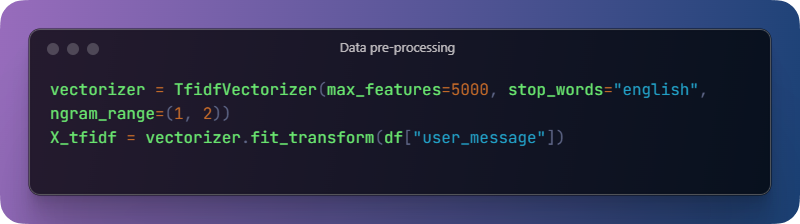 Data pre-processing
vectorizer = TfidfVectorizer(max_features=5000, stop_words="english",
ngram_range=(1, 2))
X_tfidf = vectorizer.fit_transform(df["user_message"])